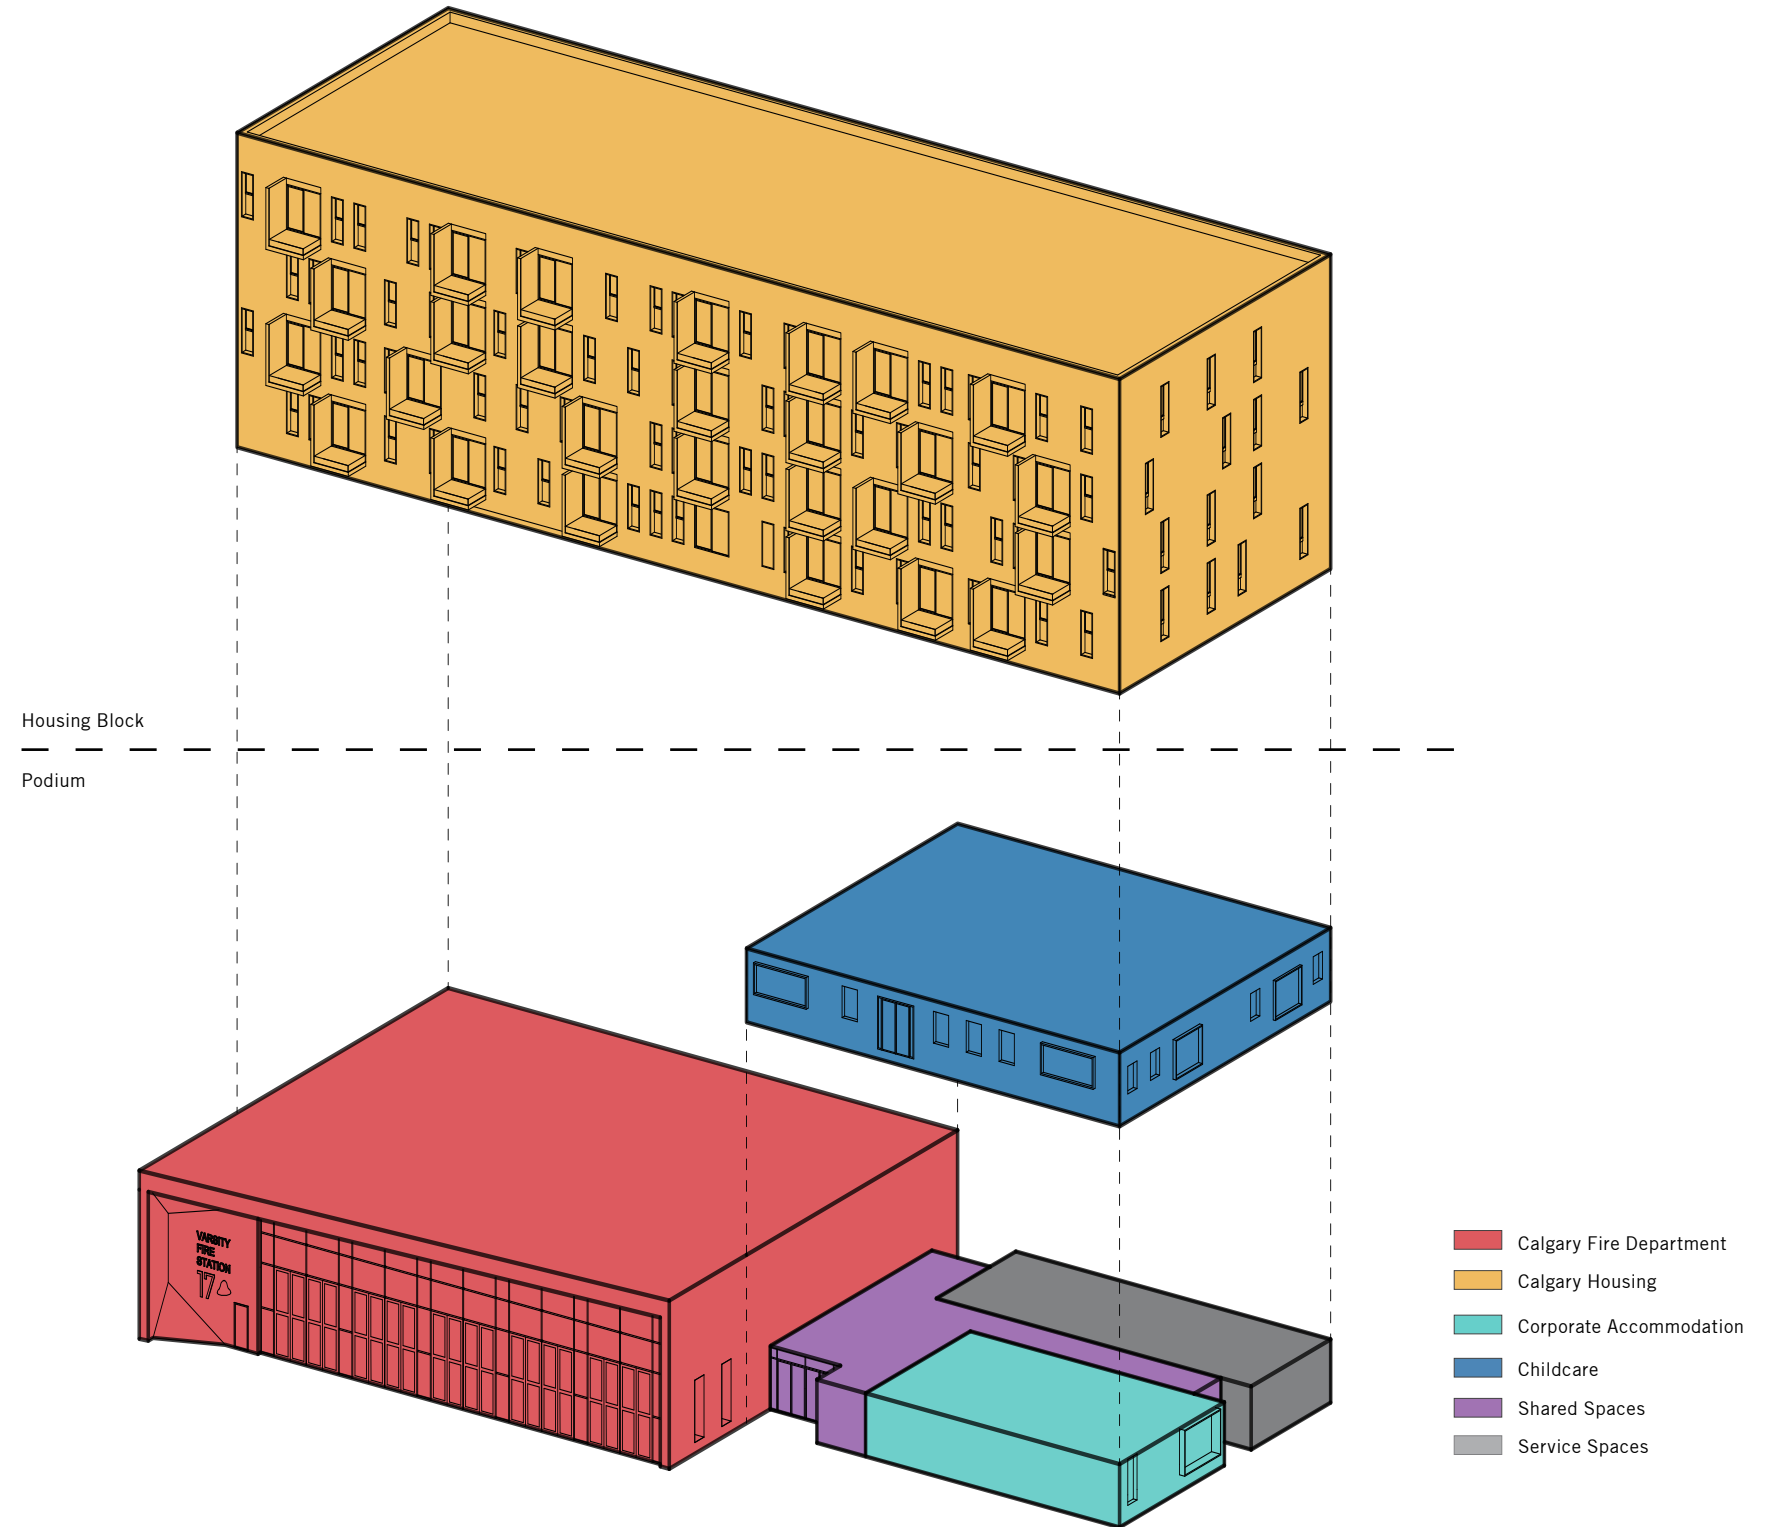 Housing Block
Podium
VARSITY
FIRE
STATION
17
Calgary Fire Department
Calgary Housing
Corporate Accommodation
Childcare
Shared Spaces
Service Spaces